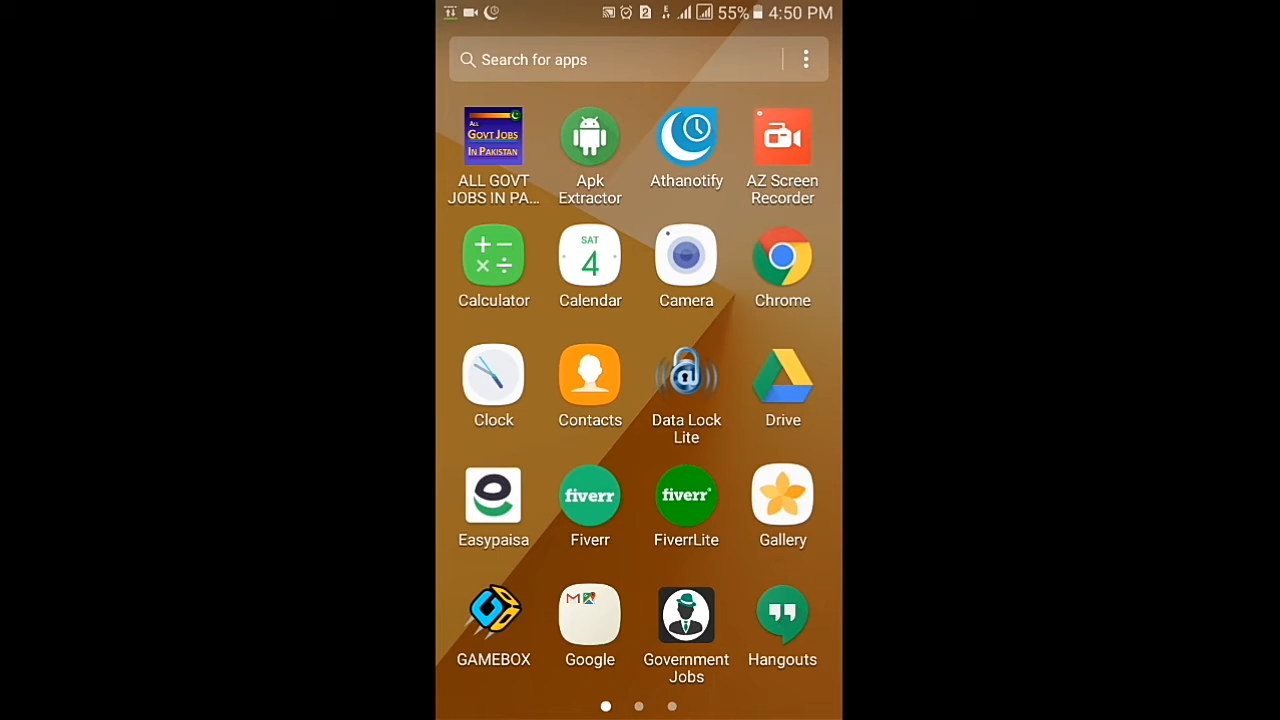 2 E 55% 4:50 PM
Search for apps
ALL
GOVT JOBS
IN PAKISTAN
ALL GOVT
JOBS IN PA...
Apk
Extractor
Athanotify
AZ Screen
Recorder
Calculator
SAT
4
Calendar
Camera
Chrome
Clock
Contacts
Data Lock
Lite
Drive
Easypaisa
fiverr
Fiverr
fiverr
FiverrLite
Gallery
GAMEBOX
Google
Government
Jobs
Hangouts